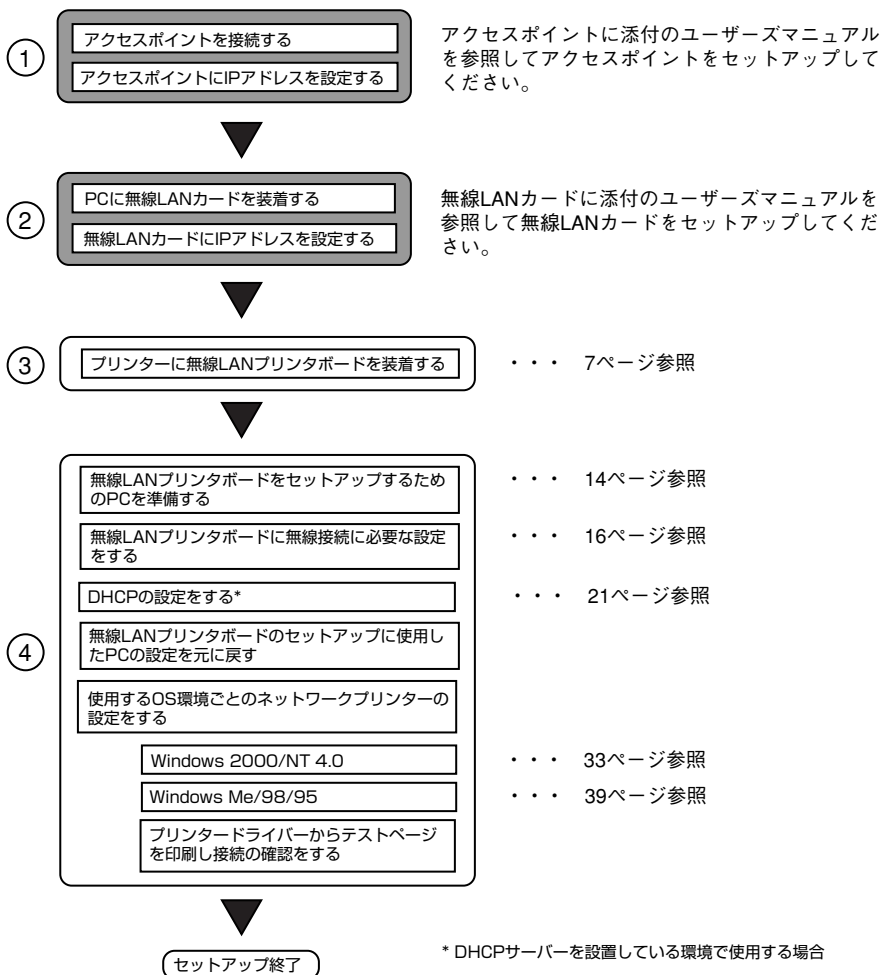 ①
アクセスポイントを接続する
アクセスポイントにIPアドレスを設定する
アクセスポイントに添付のユーザーズマニュアル
を参照してアクセスポイントをセットアップして
ください。
②
PCに無線LANカードを装着する
無線LANカードにIPアドレスを設定する
無線LANカードに添付のユーザーズマニュアルを
参照して無線LANカードをセットアップしてくだ
さい。
③
プリンターに無線LANプリンタボードを装着する
・・・ 7ページ参照
④
無線LANプリンタボードをセットアップするため
のPCを準備する
・・・ 14ページ参照
無線LANプリンタボードに無線接続に必要な設定
をする
・・・ 16ページ参照
DHCPの設定をする*
・・・ 21ページ参照
無線LANプリンタボードのセットアップに使用し
たPCの設定を元に戻す
使用するOS環境ごとのネットワークプリンターの
設定をする
Windows 2000/NT 4.0
・・・ 33ページ参照
Windows Me/98/95
・・・ 39ページ参照
プリンタードライバーからテストページ
を印刷し接続の確認をする
セットアップ終了
* DHCPサーバーを設置している環境で使用する場合